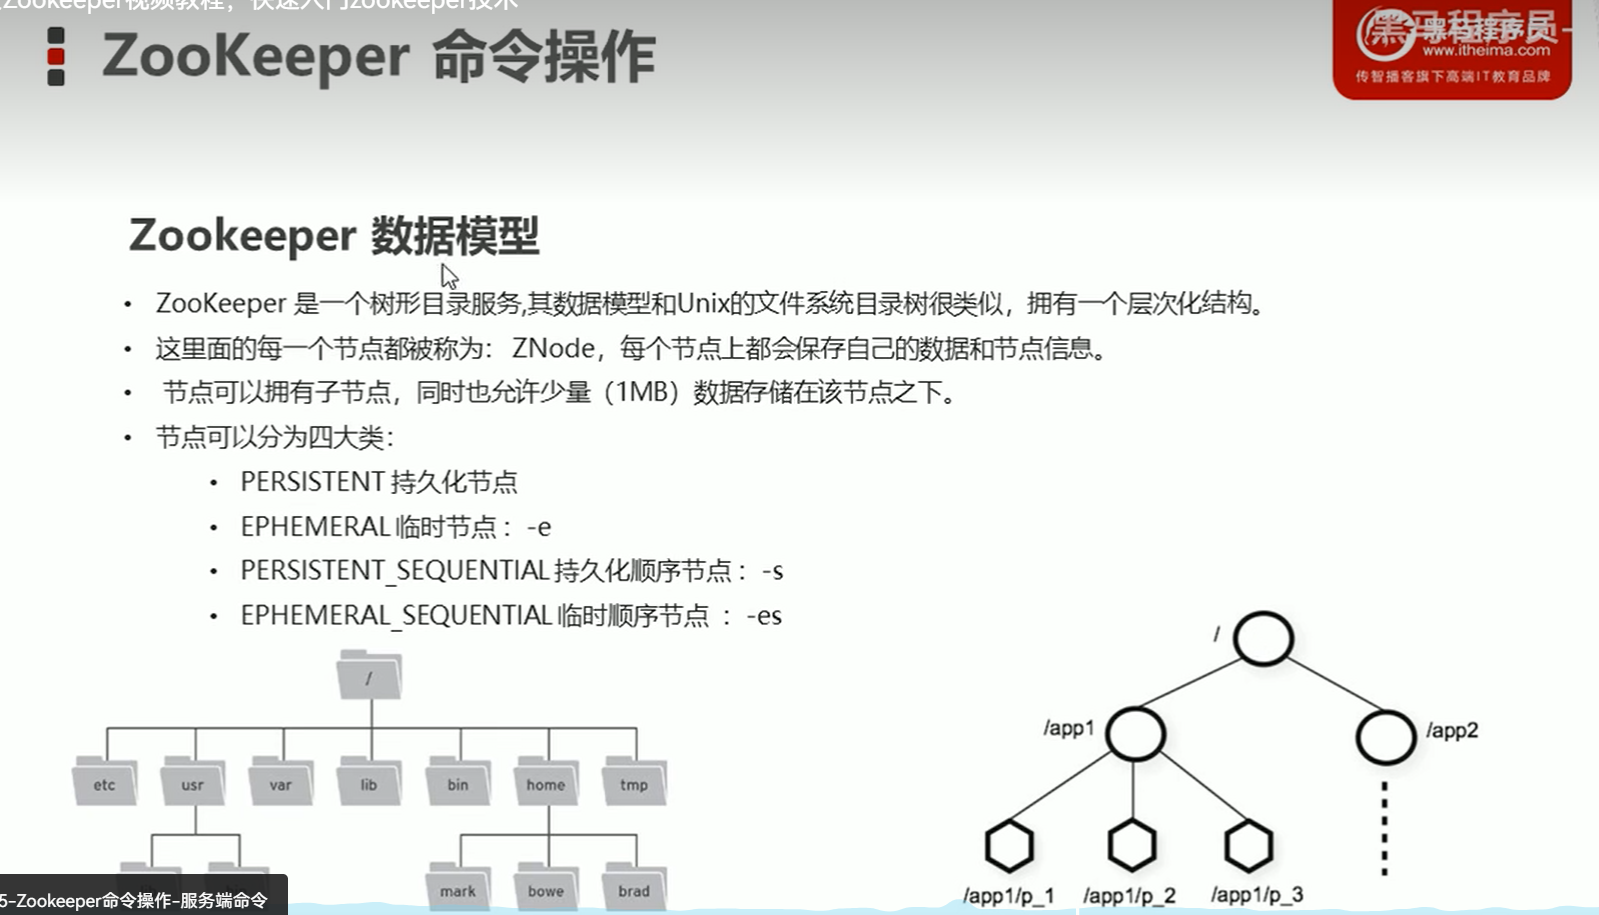 Zookeeper视频教程，快速入门zookeeper技术
ZooKeeper 命令操作
黑马程序员
www.itheima.com
传智播客旗下高端IT教育品牌
Zookeeper 数据模型
• ZooKeeper 是一个树形目录服务,其数据模型和Unix的文件系统目录树很类似，拥有一个层次化结构。
• 这里面的每一个节点都被称为： ZNode，每个节点上都会保存自己的数据和节点信息。
• 节点可以拥有子节点，同时也允许少量（1MB）数据存储在该节点之下。
• 节点可以分为四大类：
• PERSISTENT 持久化节点
• EPHEMERAL 临时节点 ：-e
• PERSISTENT_SEQUENTIAL 持久化顺序节点 ：-s
• EPHEMERAL_SEQUENTIAL 临时顺序节点 ：-es
/
etc usr var lib bin home tmp
mark bowe brad
/
/app1 /app2
/app1/p_1 /app1/p_2 /app1/p_3
5-Zookeeper命令操作-服务端命令